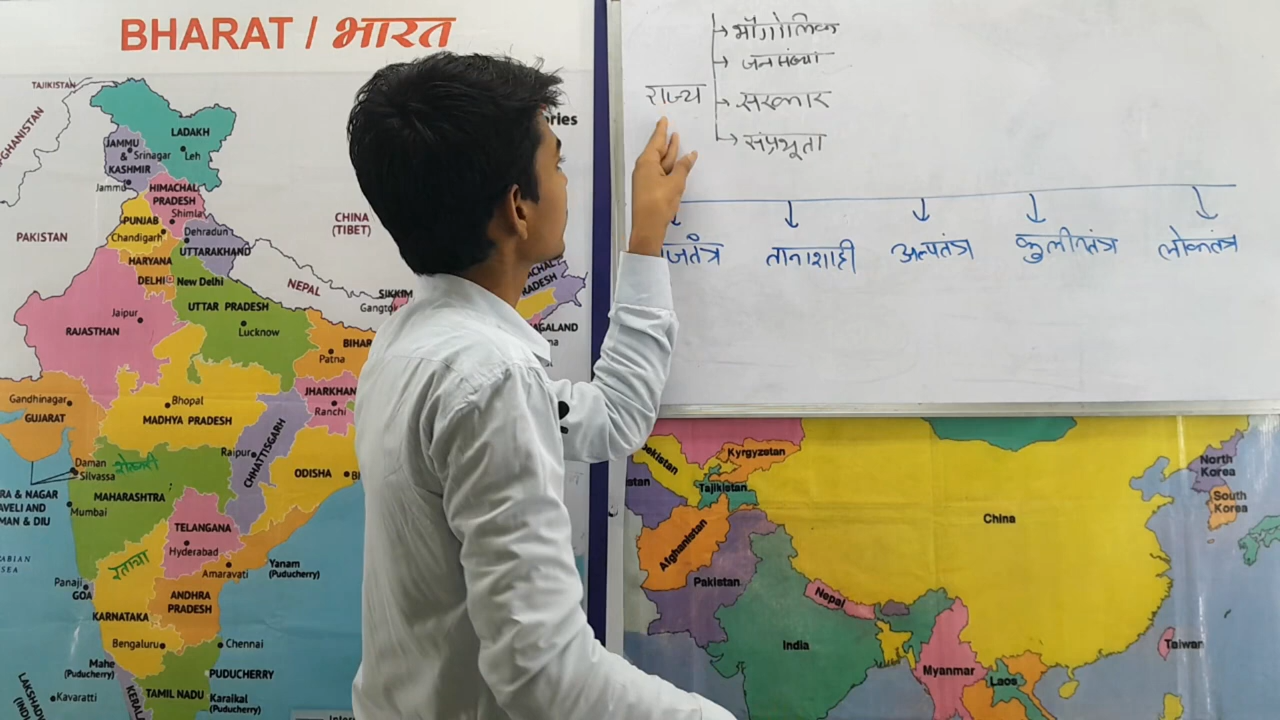 BHARAT / भारत
TAJIKISTAN
LADAKH
JAMMU
&
KASHMIR
Srinagar
Leh
Jammu
HIMACHAL
PRADESH
Shimla
CHINA
(TIBET)
PAKISTAN
PUNJAB
Chandigarh
Dehradun
UTTARAKHAND
HARYANA
DELHI
New Delhi
NEPAL
SIKKIM
Gangtok
UTTAR PRADESH
Lucknow
Jaipur
RAJASTHAN
BIHAR
Patna
JHARKHAN
Ranchi
Gandhinagar
GUJARAT
Bhopal
MADHYA PRADESH
CHHATTISGARH
Raipur
ODISHA
Daman
Silvassa
MAHARASHTRA
Mumbai
TELANGANA
Hyderabad
Amaravati
Yanam
(Puducherry)
Panaji
GOA
ANDHRA
PRADESH
KARNATAKA
Bengaluru
Chennai
Mahe
(Puducherry)
PUDUCHERRY
Karaikal
(Puducherry)
TAMIL NADU
Kavaratti
राज्य
भौगोलिक
जनसंख्या
सरकार
संप्रभूता
जतंत्र तानाशाही अल्पतंत्र कुलीनतंत्र लोकतंत्र
Kyrgyzstan
Tajikistan
Afghanistan
Pakistan
China
North
Korea
South
Korea
Nepal
India
Myanmar
Laos
Taiwan